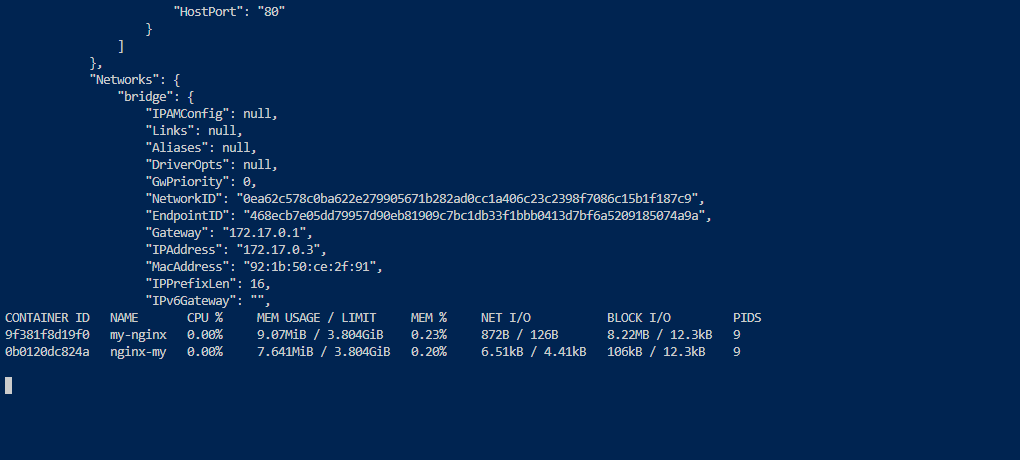 "HostPort": "80"
}
]
},
"Networks": {
"bridge": {
"IPAMConfig": null,
"Links": null,
"Aliases": null,
"DriverOpts": null,
"GwPriority": 0,
"NetworkID": "0ea62c578c0ba622e279905671b282ad0cc1a406c23c2398f7086c15b1f187c9",
"EndpointID": "468ecb7e05dd79957d90eb81909c7bc1db33f1bbb0413d7bf6a5209185074a9a",
"Gateway": "172.17.0.1",
"IPAddress": "172.17.0.3",
"MacAddress": "92:1b:50:ce:2f:91",
"IPPrefixLen": 16,
"IPv6Gateway": "",
CONTAINER ID NAME CPU % MEM USAGE / LIMIT MEM % NET I/O BLOCK I/O PIDS
9f381f8d19f0 my-nginx 0.00% 9.07MiB / 3.804GiB 0.23% 872B / 126B 8.22MB / 12.3kB 9
0b0120dc824a nginx-my 0.00% 7.641MiB / 3.804GiB 0.20% 6.51kB / 4.41kB 106kB / 12.3kB 9